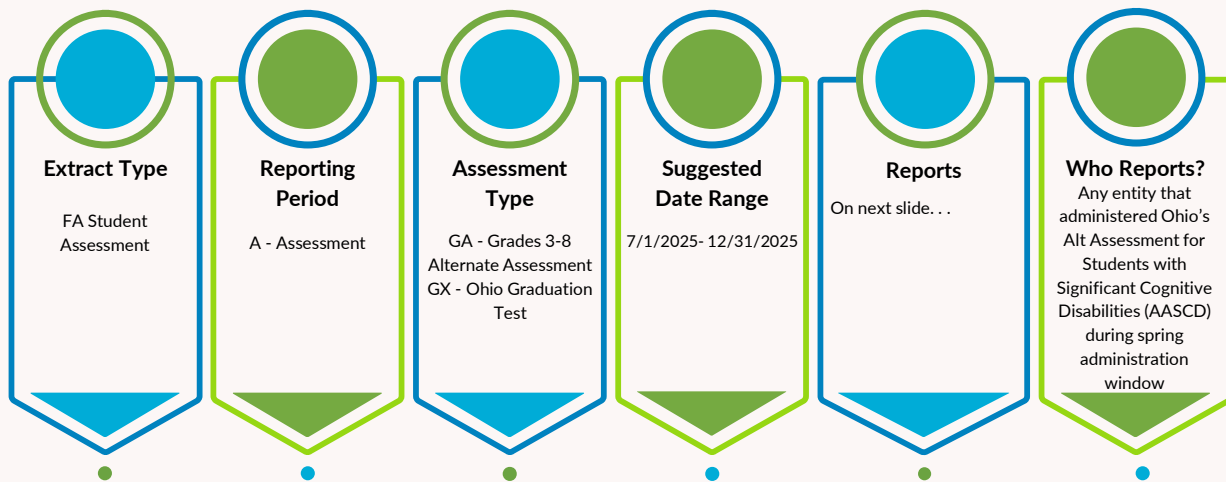 Extract Type
FA Student
Assessment
Reporting
Period
A - Assessment
Assessment
Type
GA - Grades 3-8
Alternate Assessment
GX - Ohio Graduation
Test
Suggested
Date Range
7/1/2025- 12/31/2025
Reports
On next slide. . .
Who Reports?
Any entity that
administered Ohio’s
Alt Assessment for
Students with
Significant Cognitive
Disabilities (AASCD)
during spring
administration
window